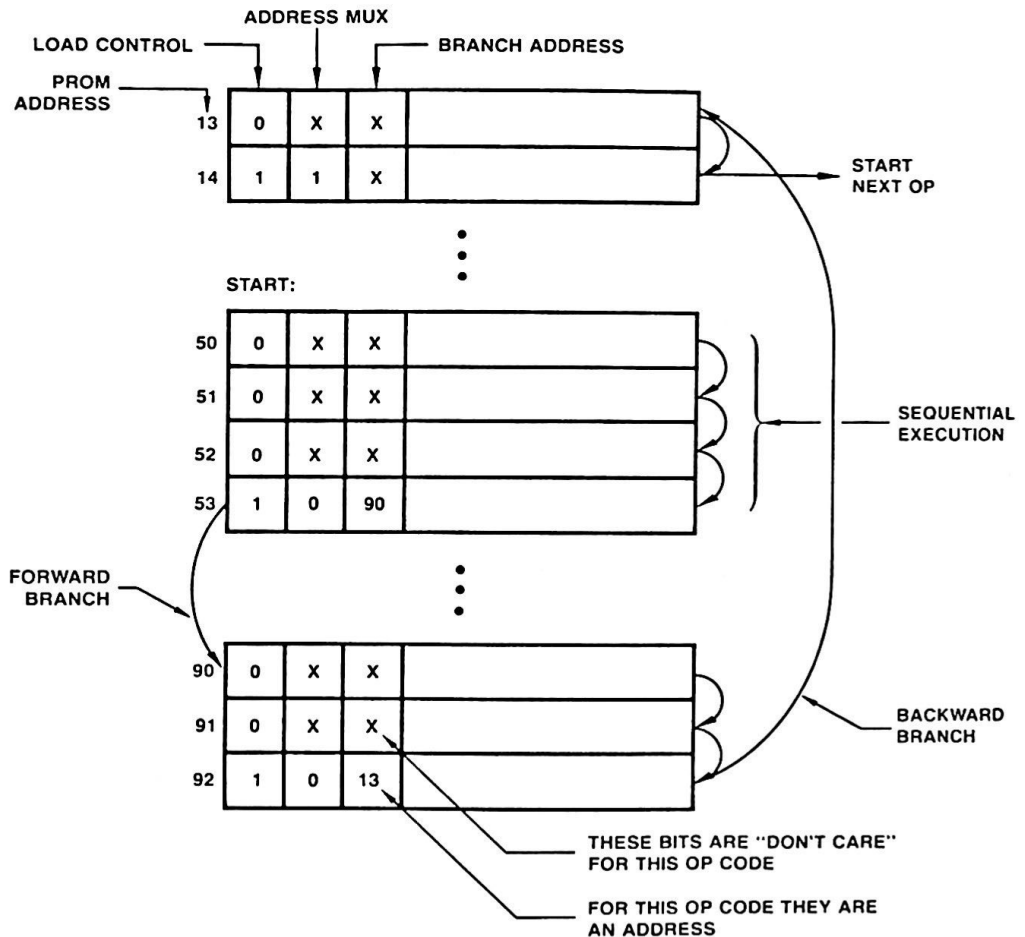 ADDRESS MUX
LOAD CONTROL
BRANCH ADDRESS
PROM
ADDRESS
13 0 X X
14 1 1 X
START
NEXT OP
START:
50 0 X X
51 0 X X
52 0 X X
53 1 0 90
SEQUENTIAL
EXECUTION
FORWARD
BRANCH
90 0 X X
91 0 X X
92 1 0 13
BACKWARD
BRANCH
THESE BITS ARE "DON'T CARE"
FOR THIS OP CODE
FOR THIS OP CODE THEY ARE
AN ADDRESS